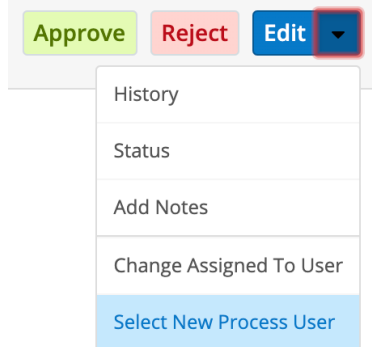 Approve Reject Edit
History
Status
Add Notes
Change Assigned To User
Select New Process User